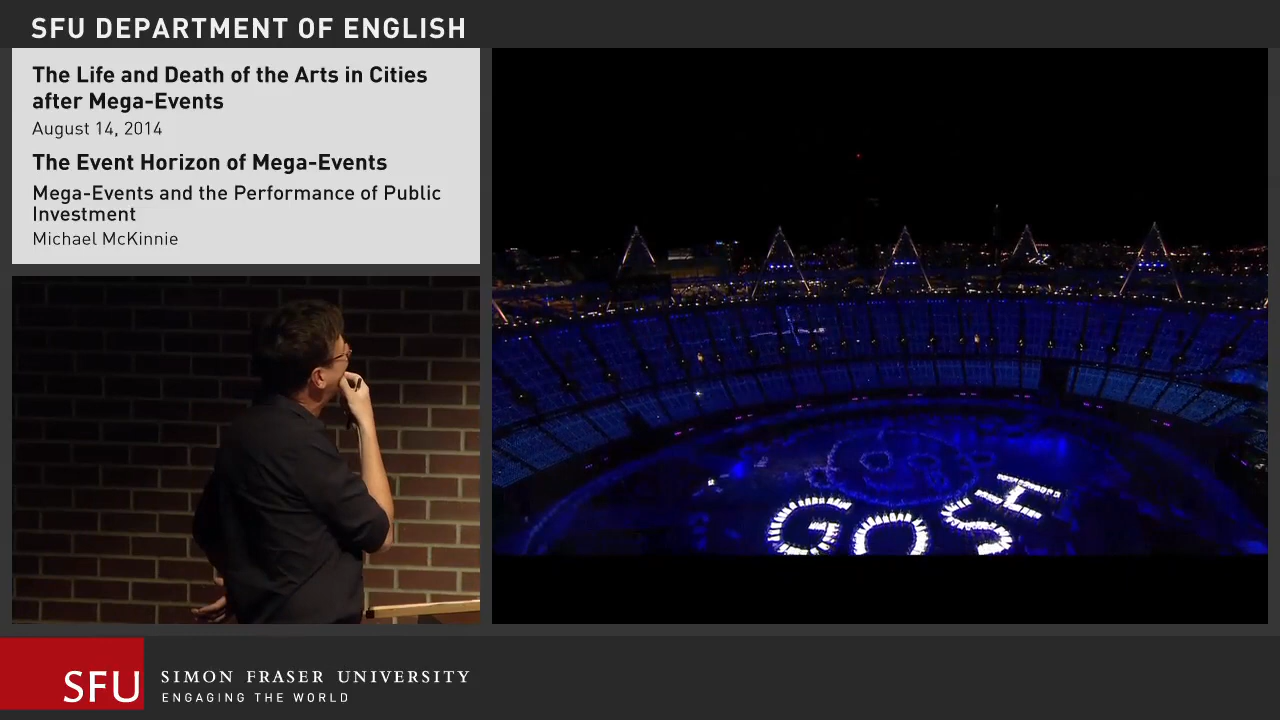 SFU DEPARTMENT OF ENGLISH
The Life and Death of the Arts in Cities
after Mega-Events
August 14, 2014
The Event Horizon of Mega-Events
Mega-Events and the Performance of Public
Investment
Michael McKinnie
GOSH
SFU
SIMON FRASER UNIVERSITY
ENGAGING THE WORLD